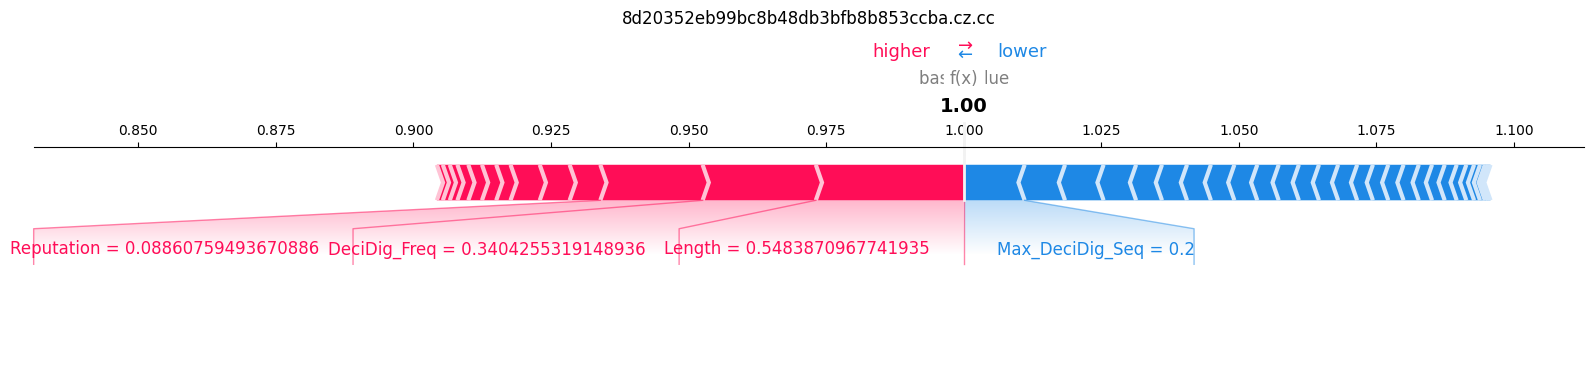 8d20352eb99bc8b48db3bfb8b853ccba.cz.cc
higher ⇄ lower
f(x)
1.00
0.850 0.875 0.900 0.925 0.950 0.975 1.000 1.025 1.050 1.075 1.100
Reputation = 0.08860759493670886 DeciDig_Freq = 0.3404255319148936 Length = 0.5483870967741935 Max_DeciDig_Seq = 0.2